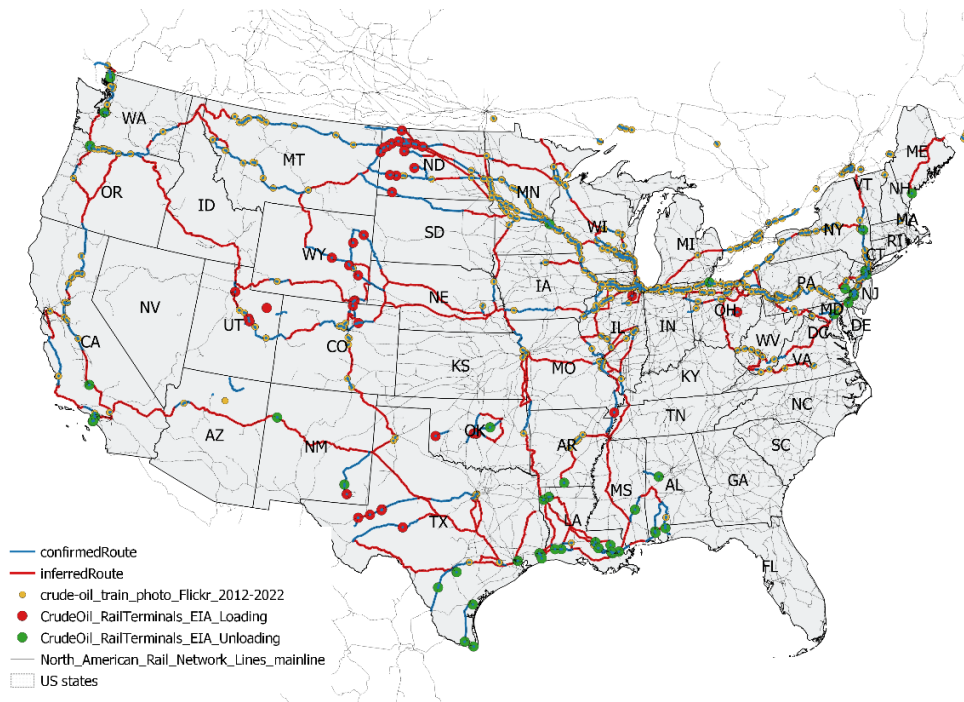 WA
MT
ND
ME
MN
VT
NH
OR
ID
WI
NY
MA
SD
MI
RI
CT
WY
IA
PA
NJ
NE
NV
UT
IL
IN
OH
MD
DE
CA
CO
WV
DC
VA
KS
MO
KY
NC
TN
OK
AZ
NM
AR
SC
MS
AL
GA
TX
LA
FL
confirmedRoute
inferredRoute
crude-oil_train_photo_Flickr_2012-2022
CrudeOil_RailTerminals_EIA_Loading
CrudeOil_RailTerminals_EIA_Unloading
North_American_Rail_Network_Lines_mainline
US states